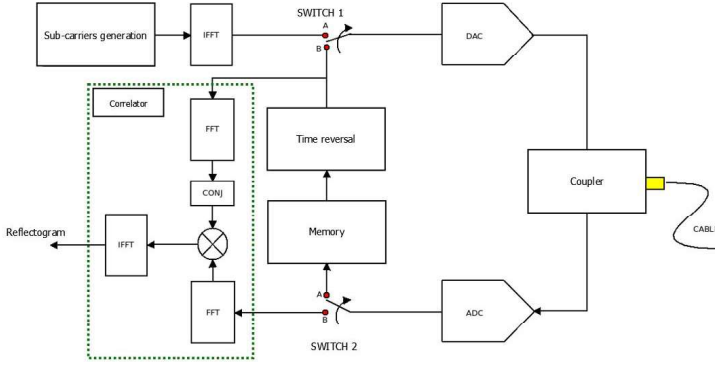 SWITCH 1
Sub-carriers generation
IFFT
A
B
DAC
Correlator
FFT
Time reversal
CONJ
Coupler
Memory
Reflectogram
IFFT
CABL
FFT
A
B
ADC
SWITCH 2